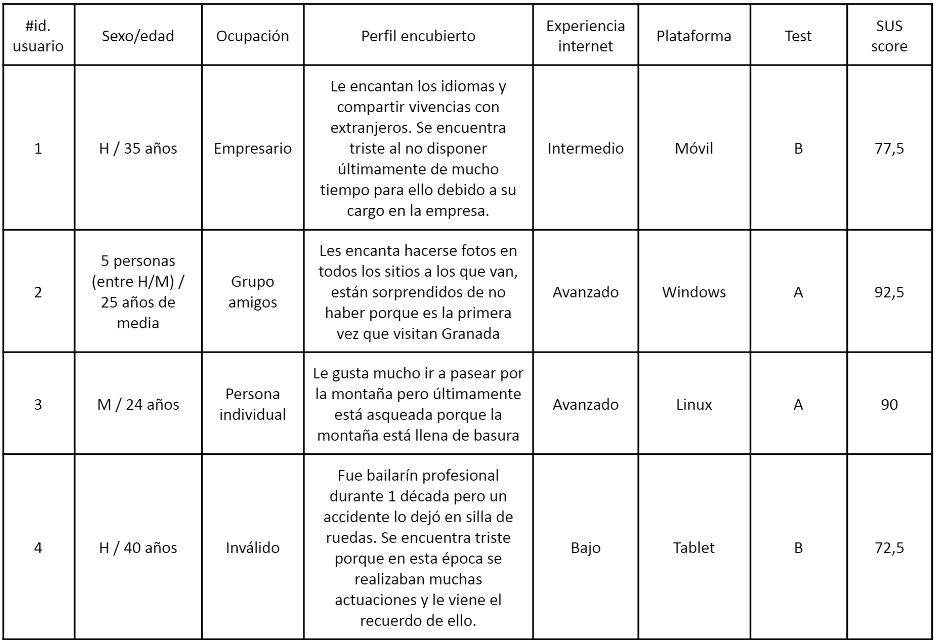 #id.
usuario
Sexo/edad
Ocupación
Perfil encubierto
Experiencia
internet
Plataforma
Test
SUS
score
1
H / 35 años
Empresario
Le encantan los idiomas y
compartir vivencias con
extranjeros. Se encuentra
triste al no disponer
últimamente de mucho
tiempo para ello debido a su
cargo en la empresa.
Intermedio
Móvil
B
77,5
2
5 personas
(entre H/M) /
25 años de
media
Grupo
amigos
Les encanta hacerse fotos en
todos los sitios a los que van,
están sorprendidos de no
haber porque es la primera
vez que visitan Granada
Avanzado
Windows
A
92,5
3
M / 24 años
Persona
individual
Le gusta mucho ir a pasear por
la montaña pero últimamente
está asqueada porque la
montaña está llena de basura
Avanzado
Linux
A
90
4
H / 40 años
Inválido
Fue bailarín profesional
durante 1 década pero un
accidente lo dejó en silla de
ruedas. Se encuentra triste
porque en esta época se
realizaban muchas
actuaciones y le viene el
recuerdo de ello.
Bajo
Tablet
B
72,5